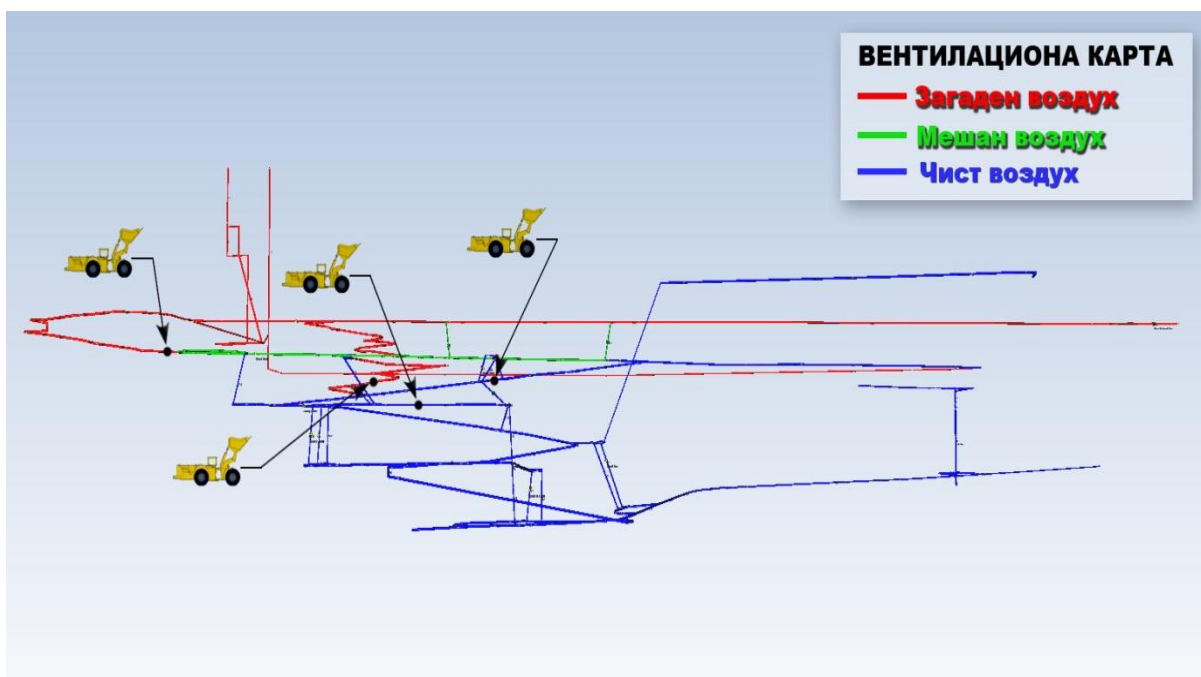 ВЕНТИЛАЦИОНА КАРТА
Загаден воздух
Мешан воздух
Чист воздух